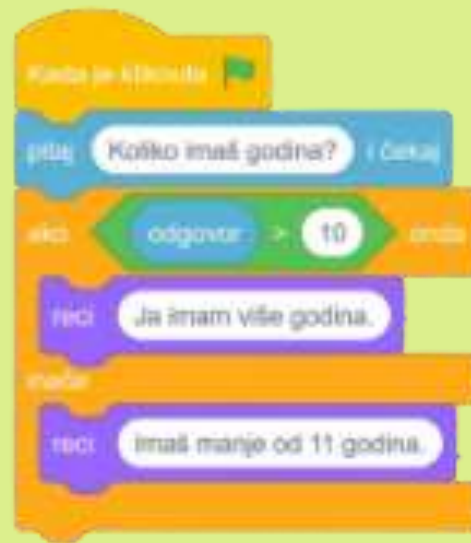 Kada je kliknuta
pitaj Koliko imaš godina? i čekaj
ako odgovor > 10 onda
reci Ja imam više godina.
inače
reci Imaš manje od 11 godina.